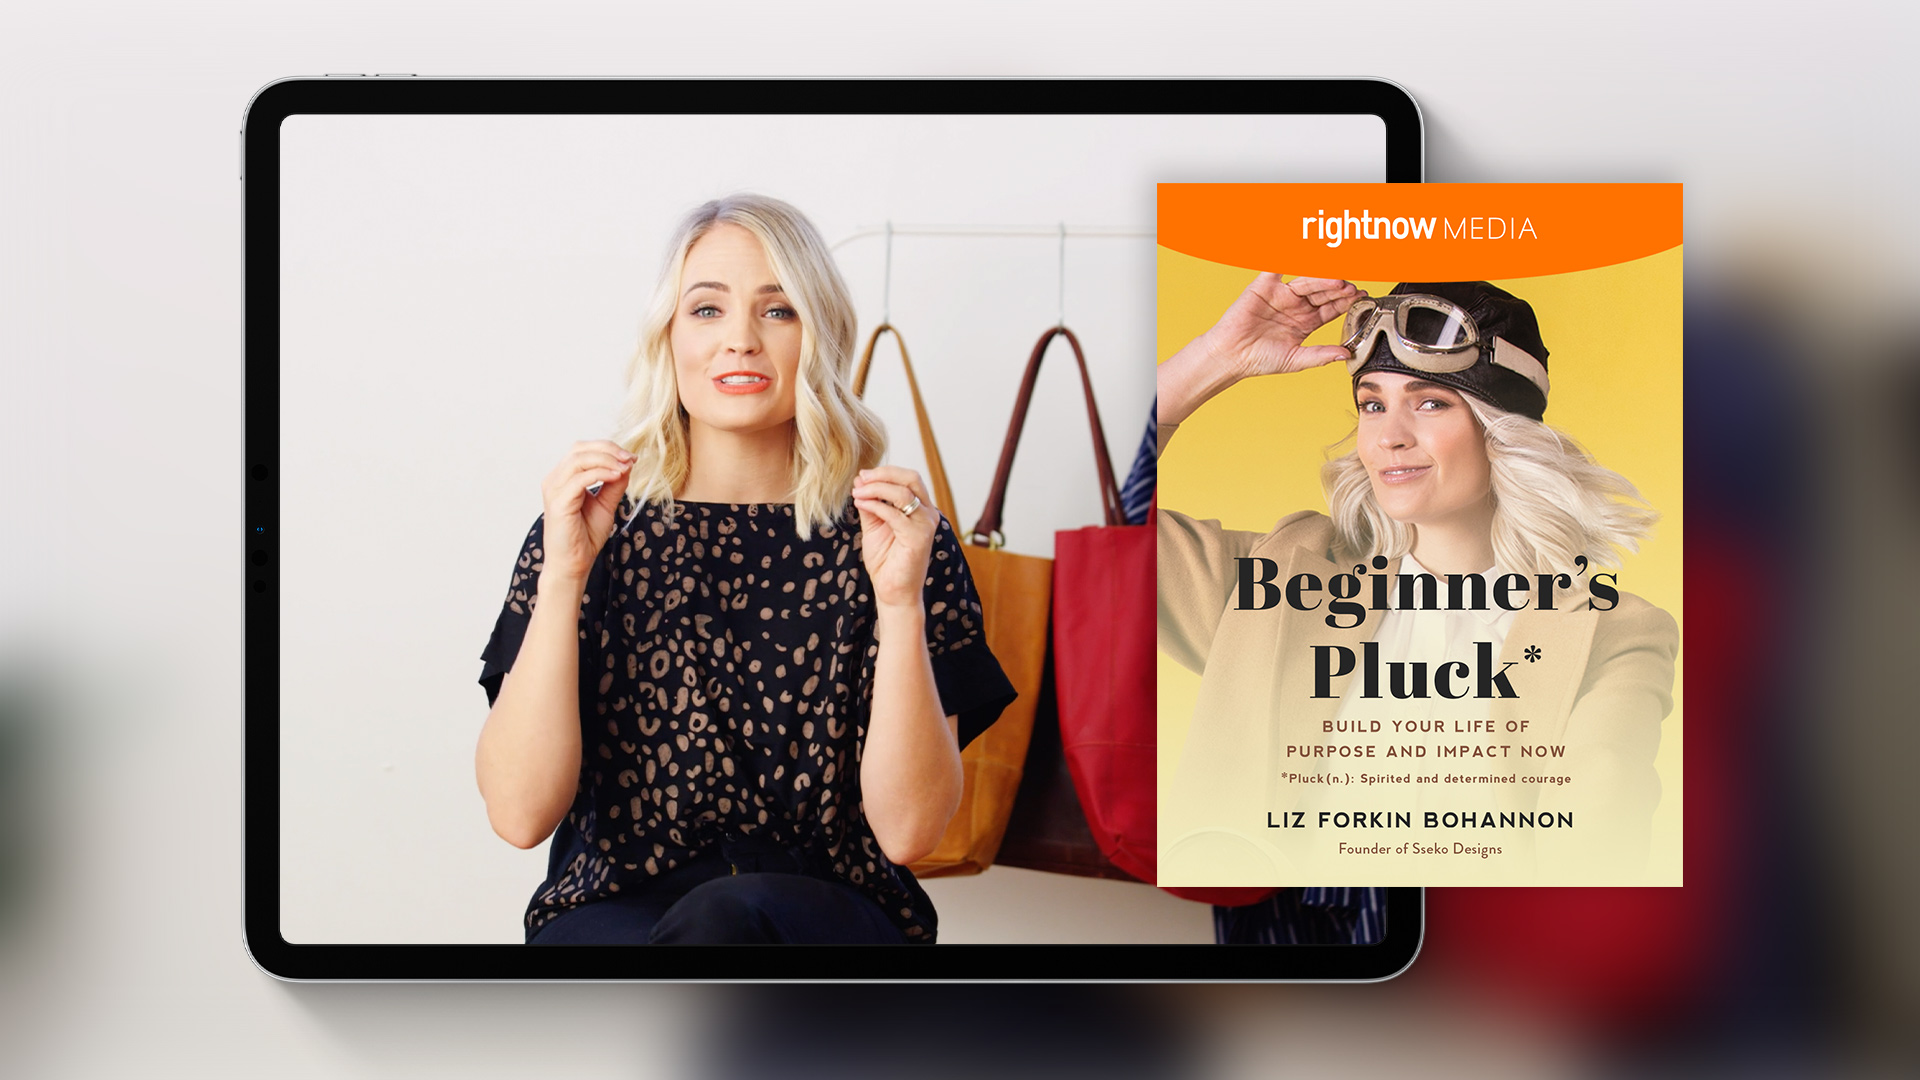 rightnow MEDIA
Beginner's
Pluck*
BUILD YOUR LIFE OF
PURPOSE AND IMPACT NOW
*Pluck(n.): Spirited and determined courage
LIZ FORKIN BOHANNON
Founder of Sseko Designs